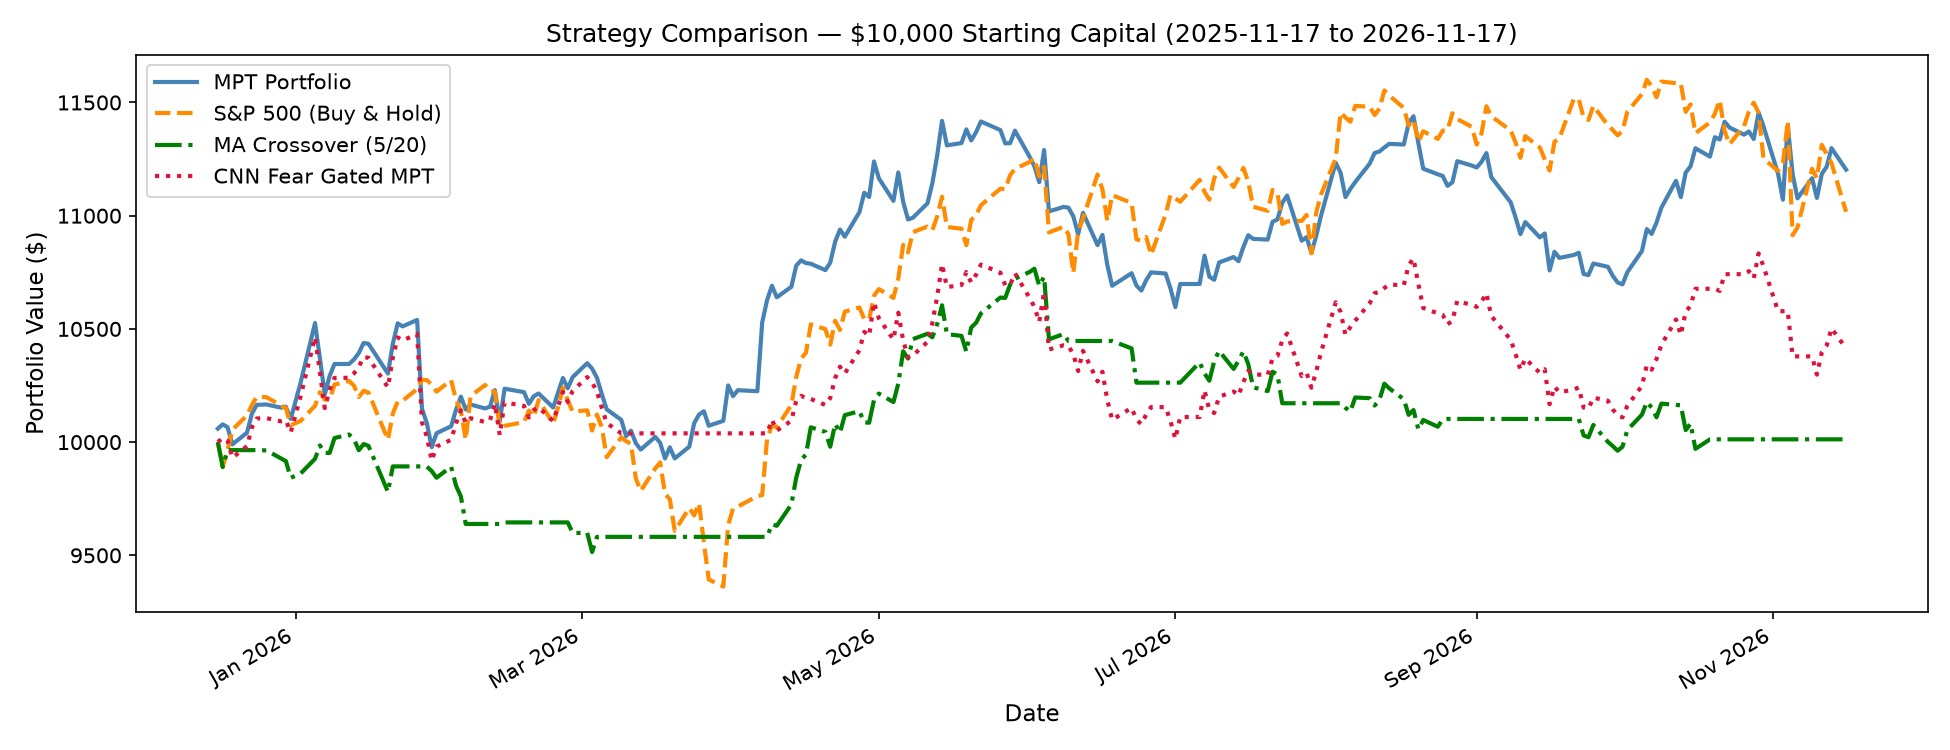 Strategy Comparison — $10,000 Starting Capital (2025-11-17 to 2026-11-17)
MPT Portfolio
S&P 500 (Buy & Hold)
MA Crossover (5/20)
CNN Fear Gated MPT
Portfolio Value ($)
11500
11000
10500
10000
9500
Jan 2026
Mar 2026
May 2026
Jul 2026
Sep 2026
Nov 2026
Date